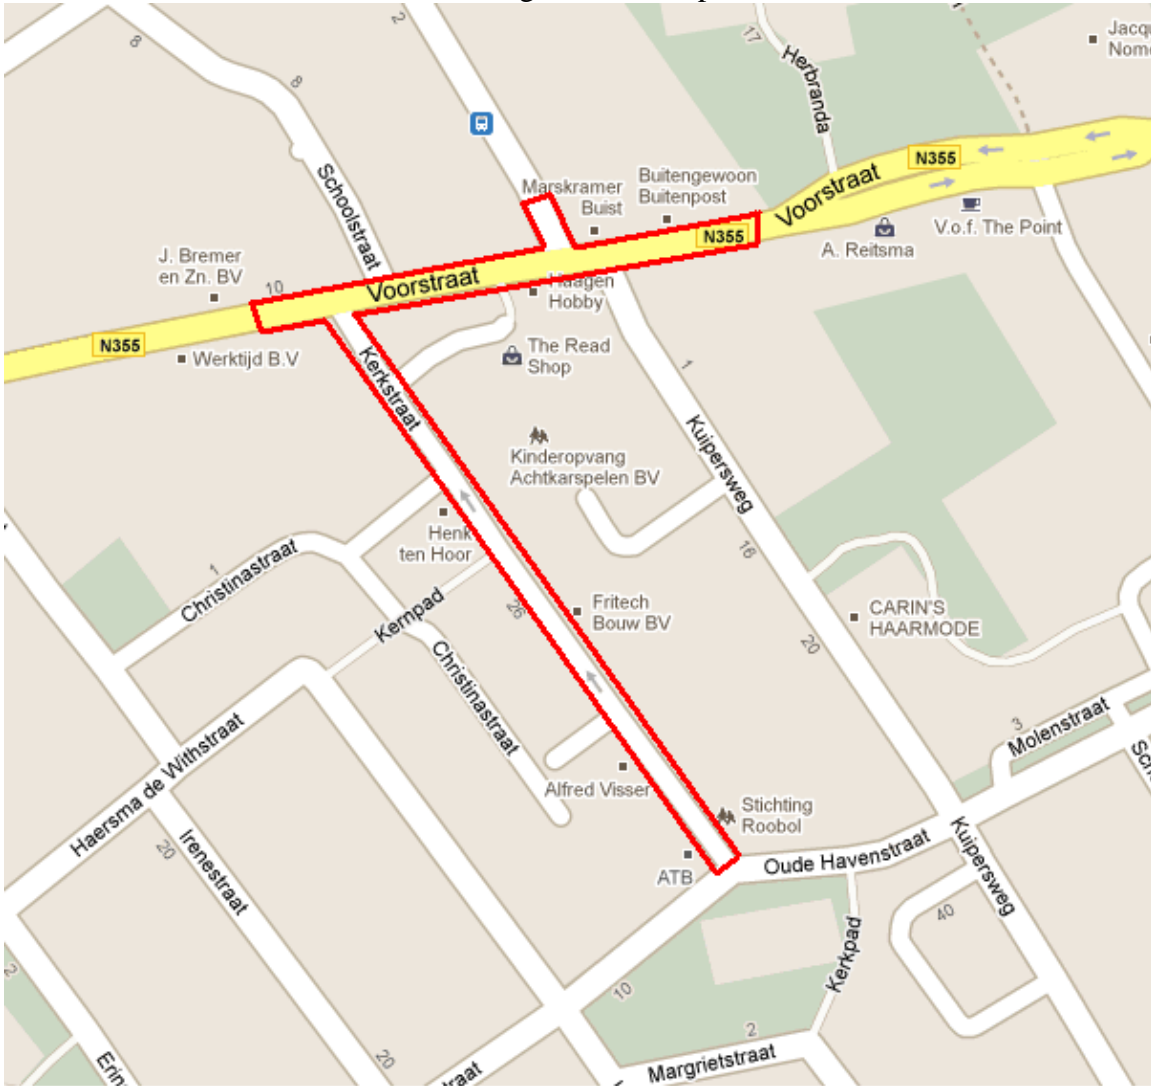 2
17
Herbranda
8
8
N355
Voorstraat
Schoolstraat
Marskramer
Buist
Buitengewoon
Buitenpost
N355
A. Reitsma
V.o.f. The Point
J. Bremer
en Zn. BV
10
Voorstraat
Haagen
Hobby
N355
Werktijd B.V
The Read
Shop
Kerkstraat
1
Kuipersweg
Kinderopvang
Achtkarspelen BV
Henk
ten Hoor
16
1
Christinastraat
Kernpad
26
Fritech
Bouw BV
CARIN'S
HAARMODE
20
Christinastraat
3
Molenstraat
Haersma de Withstraat
Alfred Visser
Stichting
Roobol
20
Irenestraat
ATB
Oude Havenstraat
Kuipersweg
40
Kerkpad
10
2
2
20
Margrietstraat